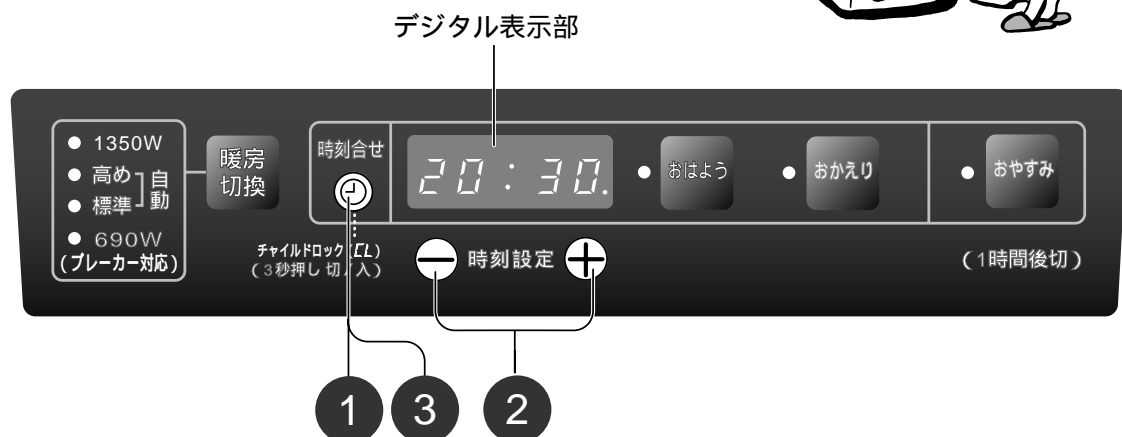 デジタル表示部
1350W
高め
標準
自動
690W
(ブレーカー対応)
暖房
切換
時刻合せ
チャイルドロック(CL)
(3秒押し 切/入)
20:30.
おはよう
おかえり
おやすみ
時刻設定
(1時間後切)
1
3
2